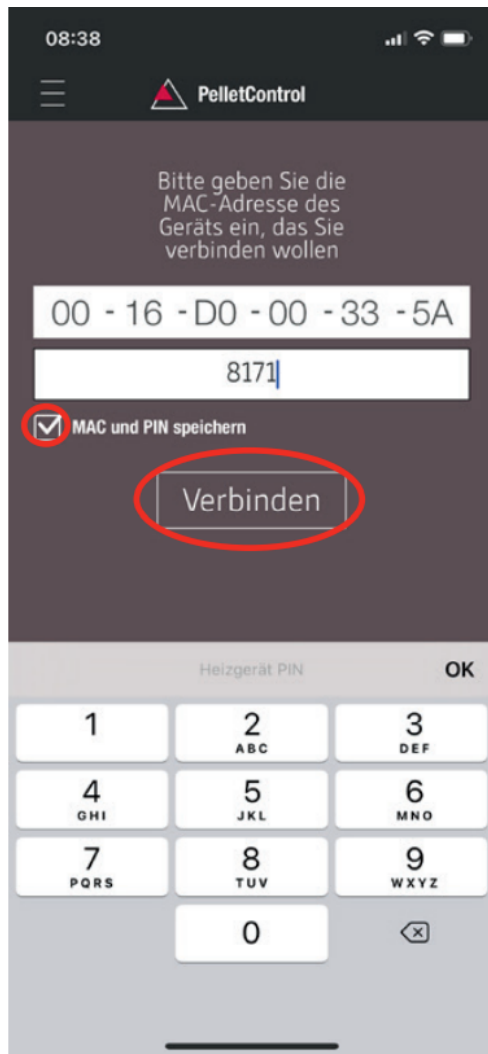 08:38
PelletControl
Bitte geben Sie die
MAC-Adresse des
Geräts ein, das Sie
verbinden wollen
00 - 16 - D0 - 00 - 33 - 5A
8171
MAC und PIN speichern
Verbinden
Heizgerät PIN OK
1 2 3
ABC DEF
4 5 6
GHI JKL MNO
7 8 9
PQRS TUV WXYZ
0